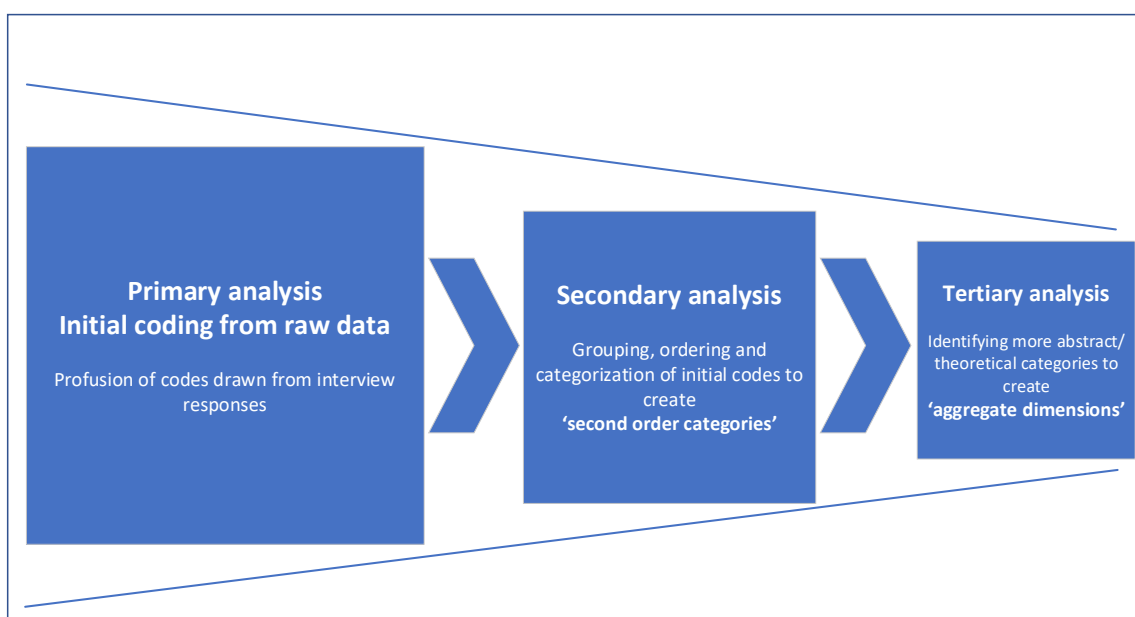 Primary analysis
Initial coding from raw data
Profusion of codes drawn from interview
responses
Secondary analysis
Grouping, ordering and
categorization of initial codes to
create
‘second order categories’
Tertiary analysis
Identifying more abstract/
theoretical categories to
create
‘aggregate dimensions’